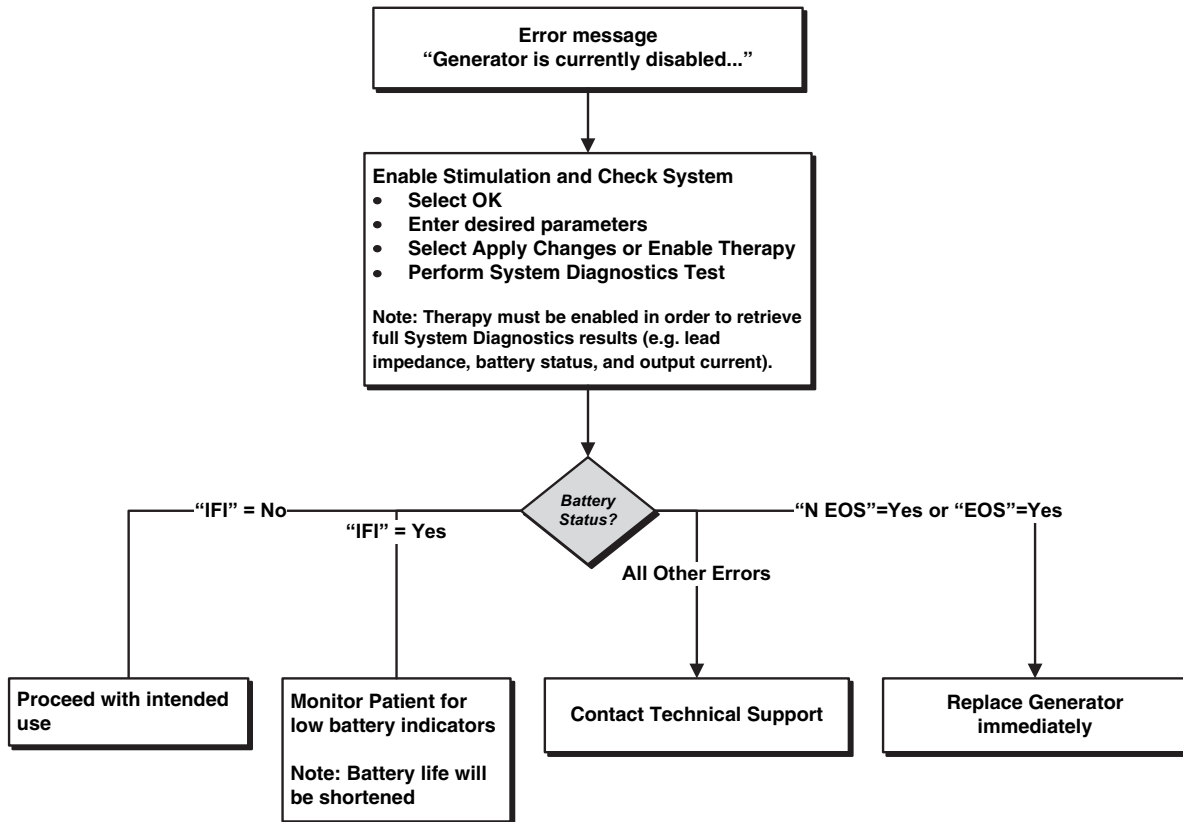 Error message
“Generator is currently disabled...”
Enable Stimulation and Check System
• Select OK
• Enter desired parameters
• Select Apply Changes or Enable Therapy
• Perform System Diagnostics Test
Note: Therapy must be enabled in order to retrieve
full System Diagnostics results (e.g. lead
impedance, battery status, and output current).
Battery
Status?
“IFI” = No
“IFI” = Yes
All Other Errors
“N EOS”=Yes or “EOS”=Yes
Proceed with intended
use
Monitor Patient for
low battery indicators
Note: Battery life will
be shortened
Contact Technical Support
Replace Generator
immediately